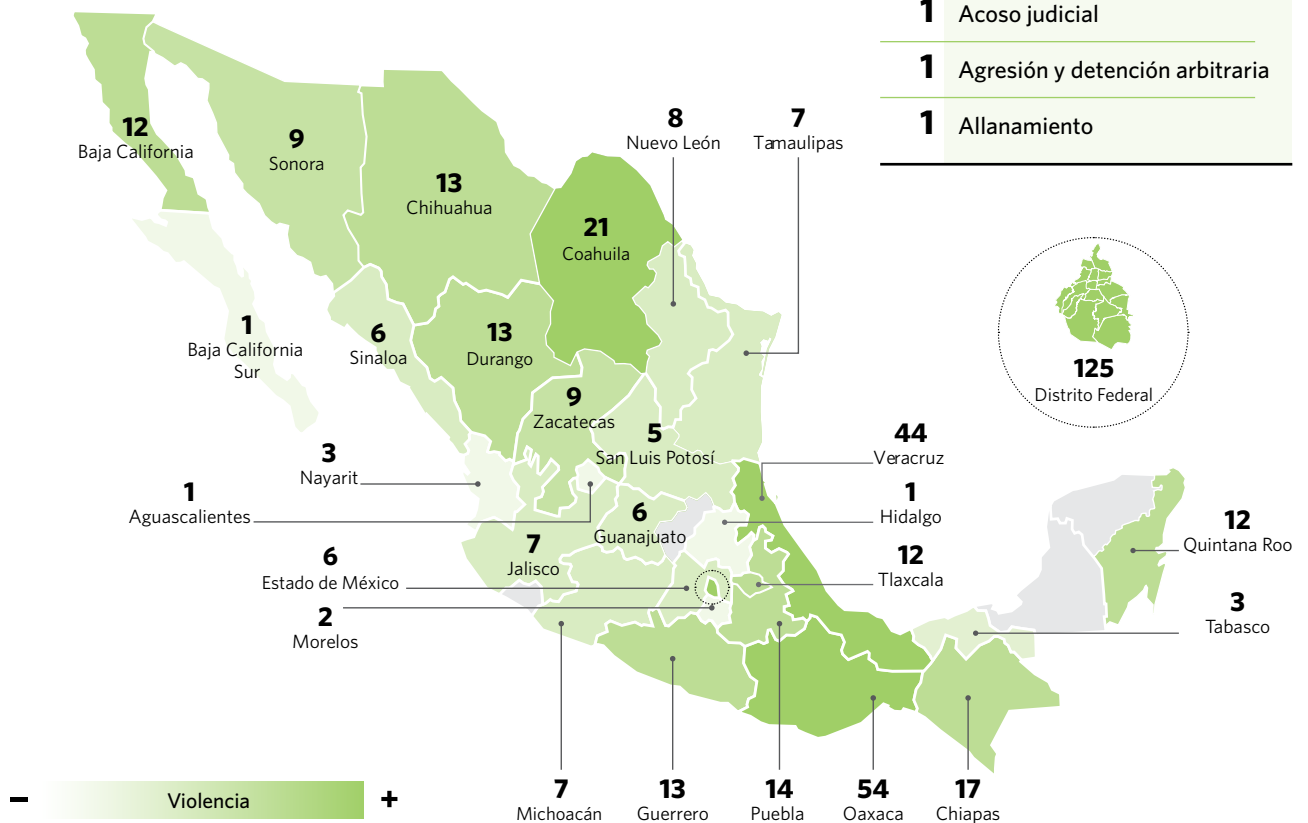 1 Acoso judicial
1 Agresión y detención arbitraria
1 Allanamiento
12
Baja California
9
Sonora
13
Chihuahua
21
Coahuila
8
Nuevo León
7
Tamaulipas
1
Baja California
Sur
6
Sinaloa
13
Durango
9
Zacatecas
5
San Luis Potosí
125
Distrito Federal
3
Nayarit
1
Aguascalientes
6
Guanajuato
7
Jalisco
6
Estado de México
2
Morelos
44
Veracruz
1
Hidalgo
12
Tlaxcala
12
Quintana Roo
3
Tabasco
7
Michoacán
13
Guerrero
14
Puebla
54
Oaxaca
17
Chiapas
– Violencia +